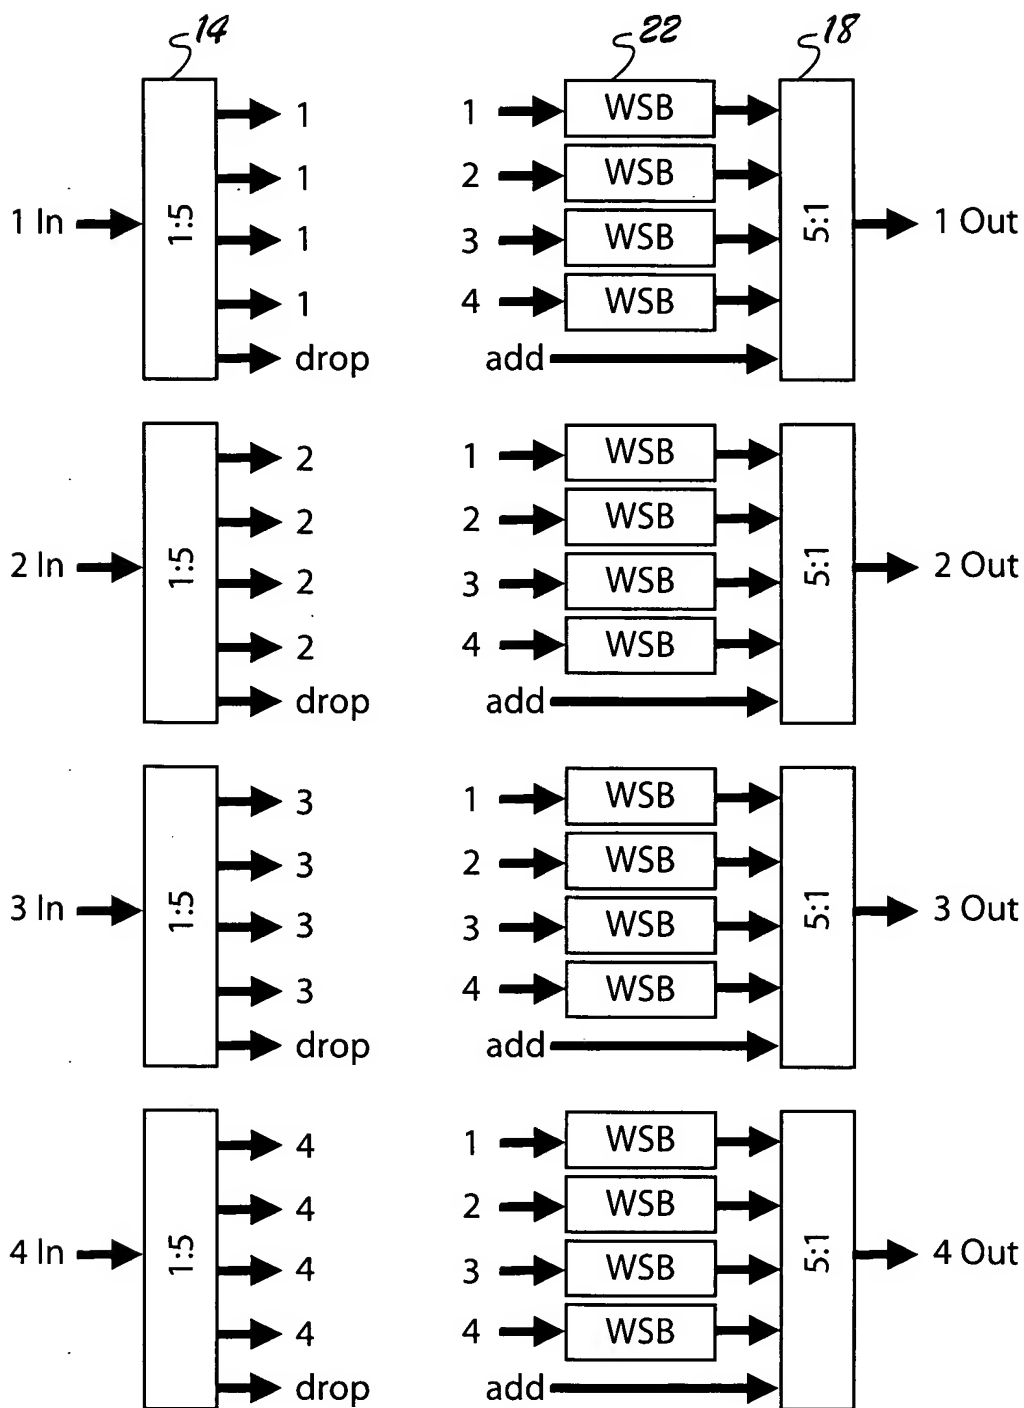 14 22 18
1 WSB
1 2 WSB
1 In 1:5 1 3 WSB 5:1 1 Out
1 4 WSB
drop add
2 1 WSB
2 2 WSB
2 In 1:5 2 3 WSB 5:1 2 Out
2 4 WSB
drop add
3 1 WSB
3 2 WSB
3 In 1:5 3 3 WSB 5:1 3 Out
3 4 WSB
drop add
4 1 WSB
4 2 WSB
4 In 1:5 4 3 WSB 5:1 4 Out
4 4 WSB
drop add